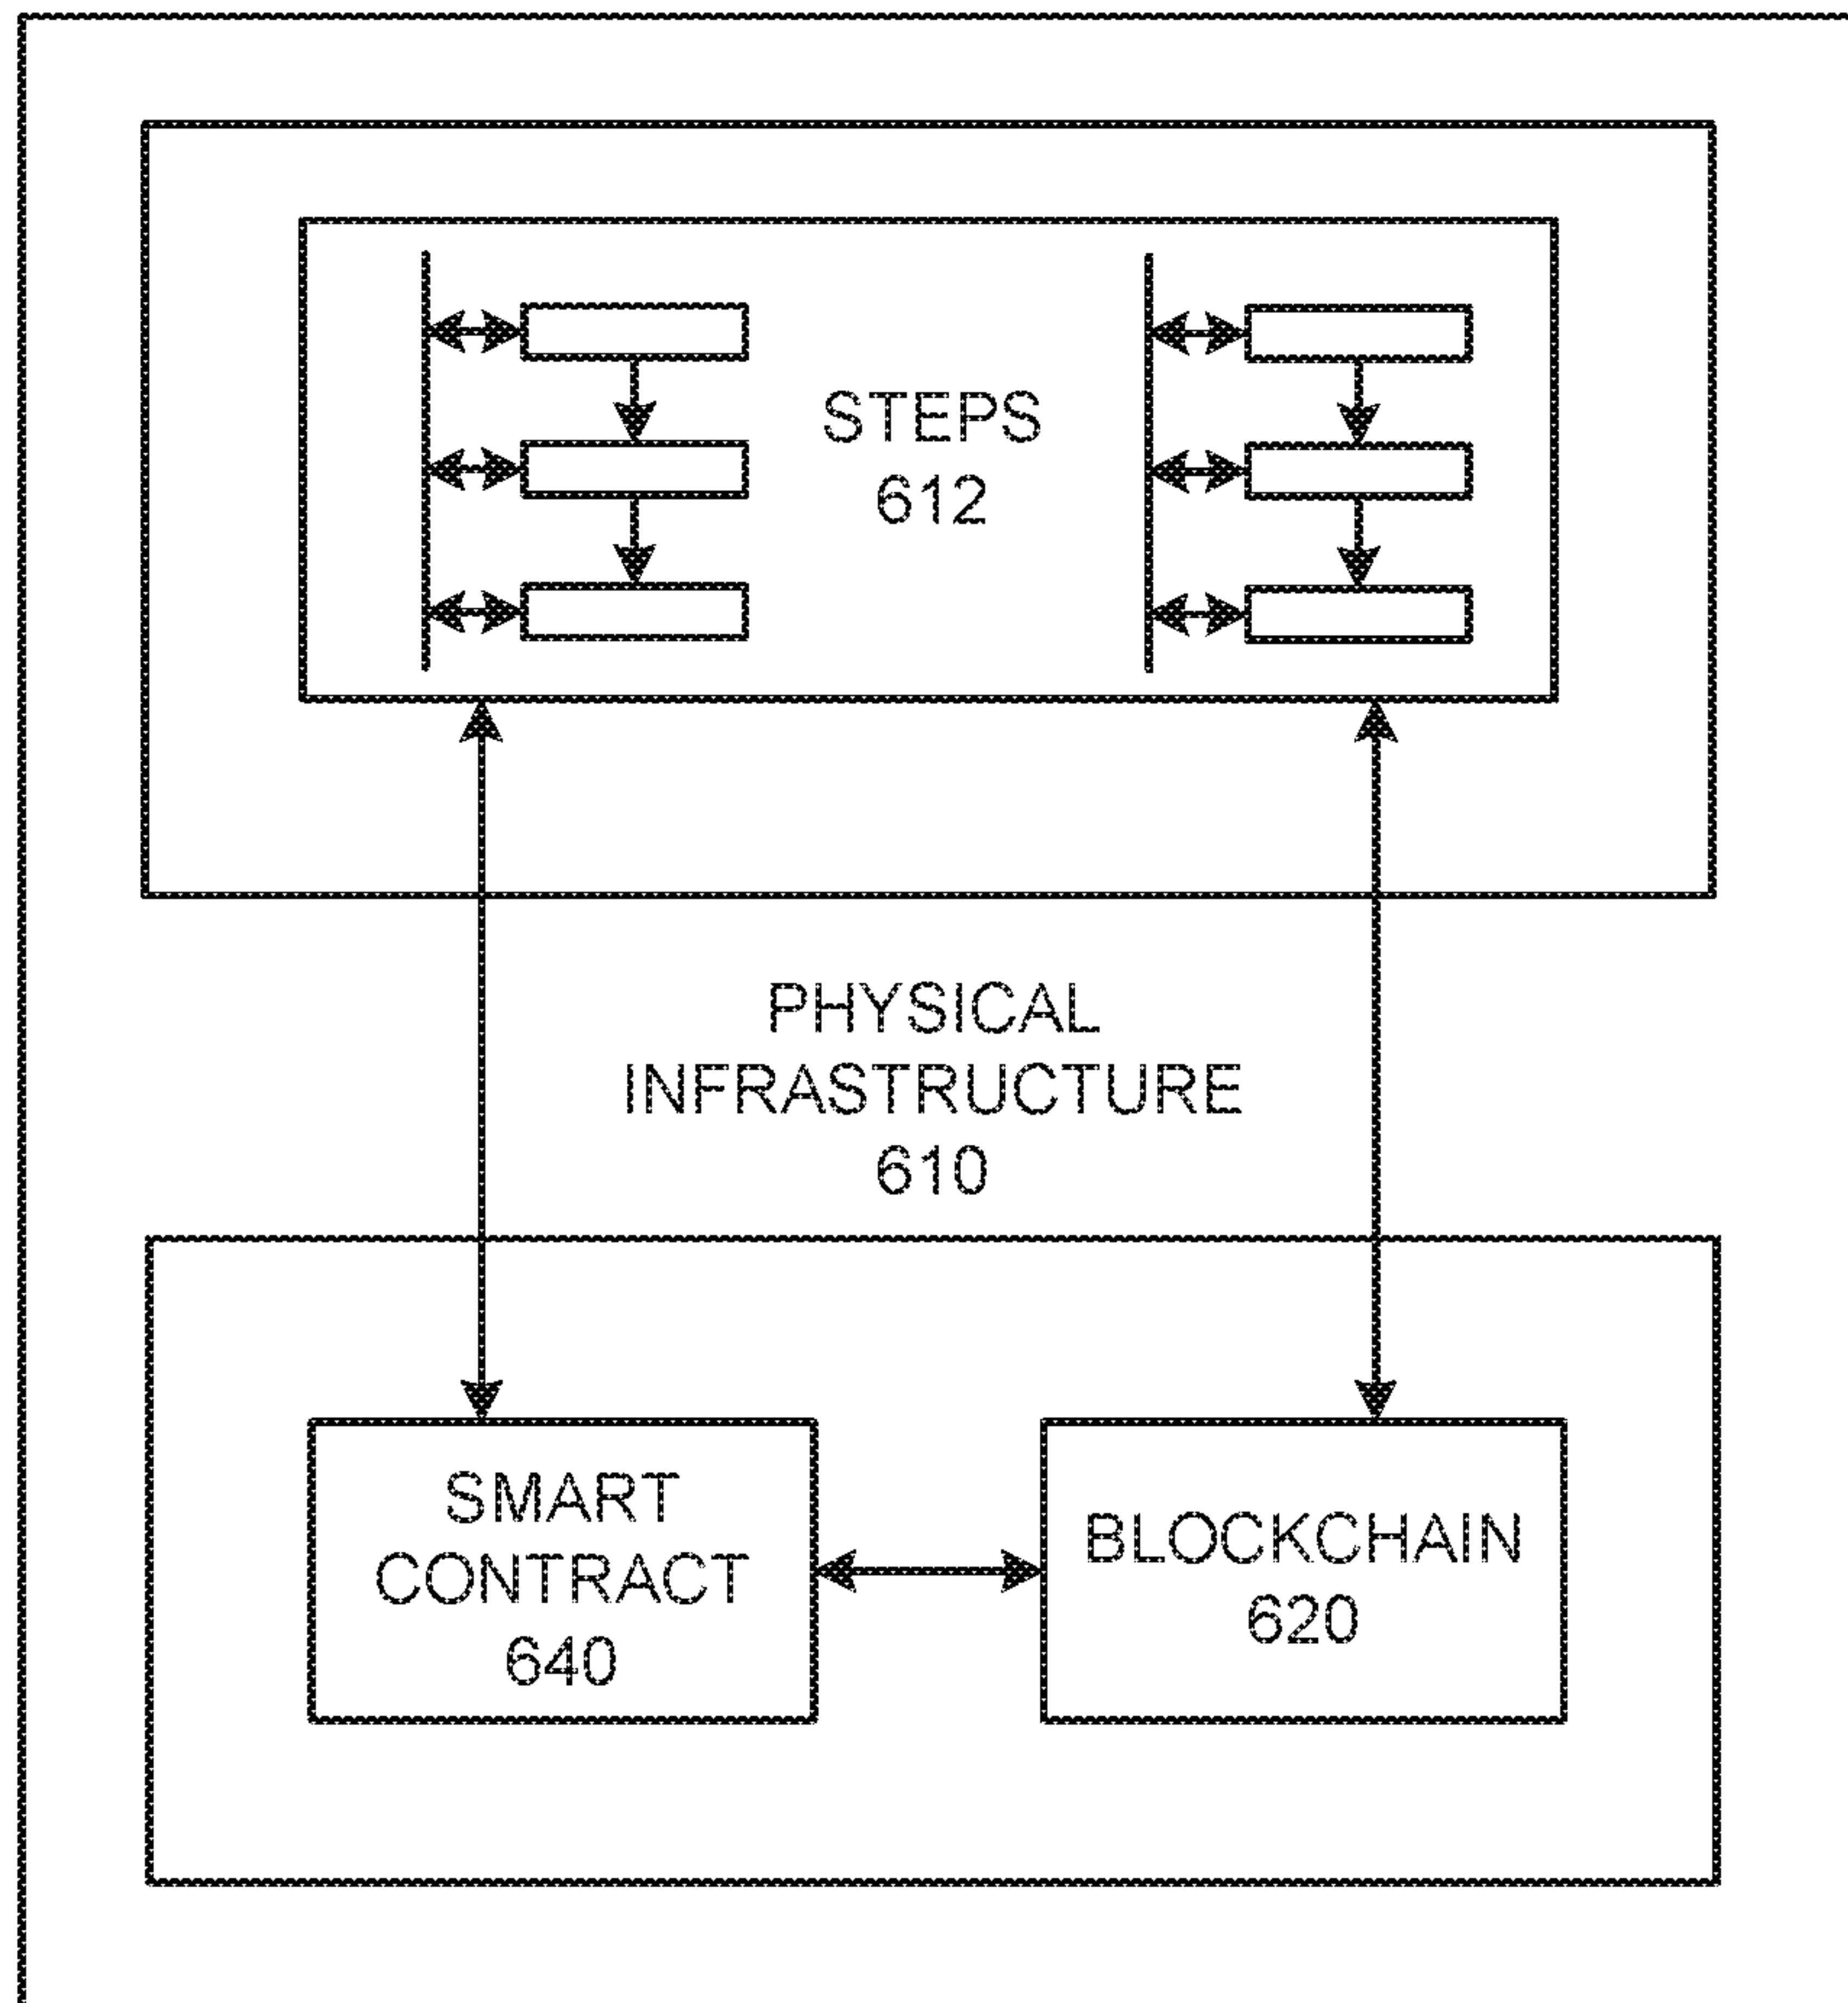 STEPS
612
PHYSICAL
INFRASTRUCTURE
610
SMART
CONTRACT
640
BLOCKCHAIN
620